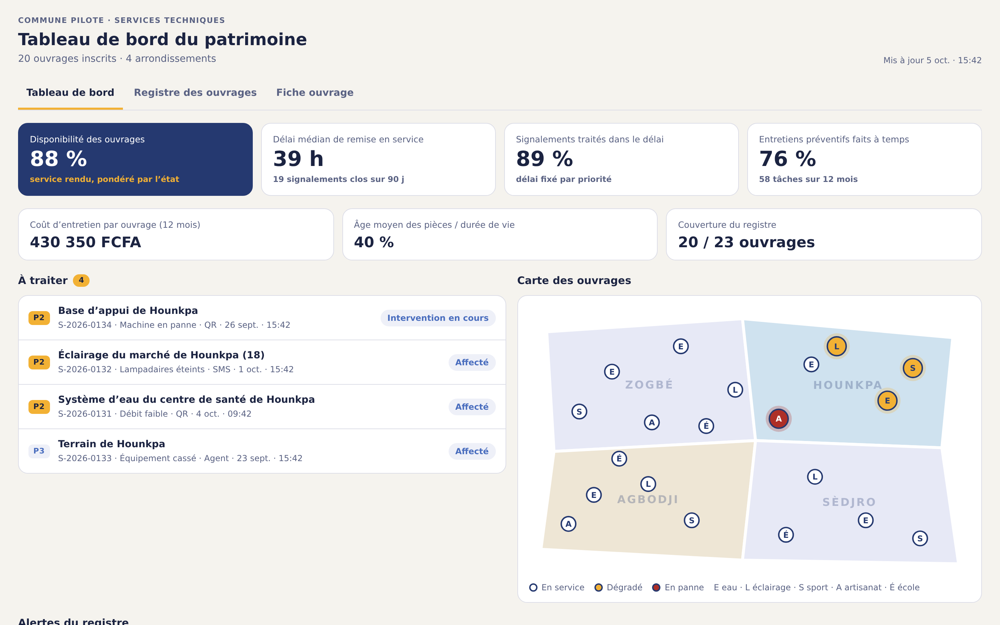 COMMUNE PILOTE · SERVICES TECHNIQUES
Tableau de bord du patrimoine
20 ouvrages inscrits · 4 arrondissements
Mis à jour 5 oct. · 15:42
Tableau de bord
Registre des ouvrages
Fiche ouvrage
Disponibilité des ouvrages
88 %
service rendu, pondéré par l’état
Délai médian de remise en service
39 h
19 signalements clos sur 90 j
Signalements traités dans le délai
89 %
délai fixé par priorité
Entretiens préventifs faits à temps
76 %
58 tâches sur 12 mois
Coût d’entretien par ouvrage (12 mois)
430 350 FCFA
Âge moyen des pièces / durée de vie
40 %
Couverture du registre
20 / 23 ouvrages
À traiter 4
P2
Base d’appui de Hounkpa
S-2026-0134 · Machine en panne · QR · 26 sept. · 15:42
Intervention en cours
P2
Éclairage du marché de Hounkpa (18)
S-2026-0132 · Lampadaires éteints · SMS · 1 oct. · 15:42
Affecté
P2
Système d’eau du centre de santé de Hounkpa
S-2026-0131 · Débit faible · QR · 4 oct. · 09:42
Affecté
P3
Terrain de Hounkpa
S-2026-0133 · Équipement cassé · Agent · 23 sept. · 15:42
Affecté
Carte des ouvrages
E
E
ZOGBÉ
L
S
A
É
L
E
S
HOUNKPA
E
A
É
L
E
AGBODJI
A
S
L
SÈDJRO
E
É
S
En service
Dégradé
En panne
E eau · L éclairage · S sport · A artisanat · É école
Alertes du registre